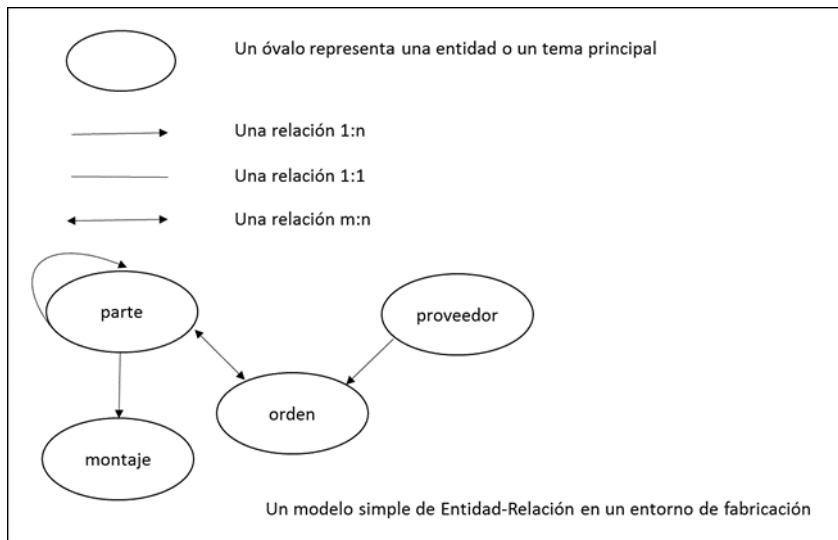 Un óvalo representa una entidad o un tema principal
Una relación 1:n
Una relación 1:1
Una relación m:n
parte
proveedor
orden
montaje
Un modelo simple de Entidad-Relación en un entorno de fabricación